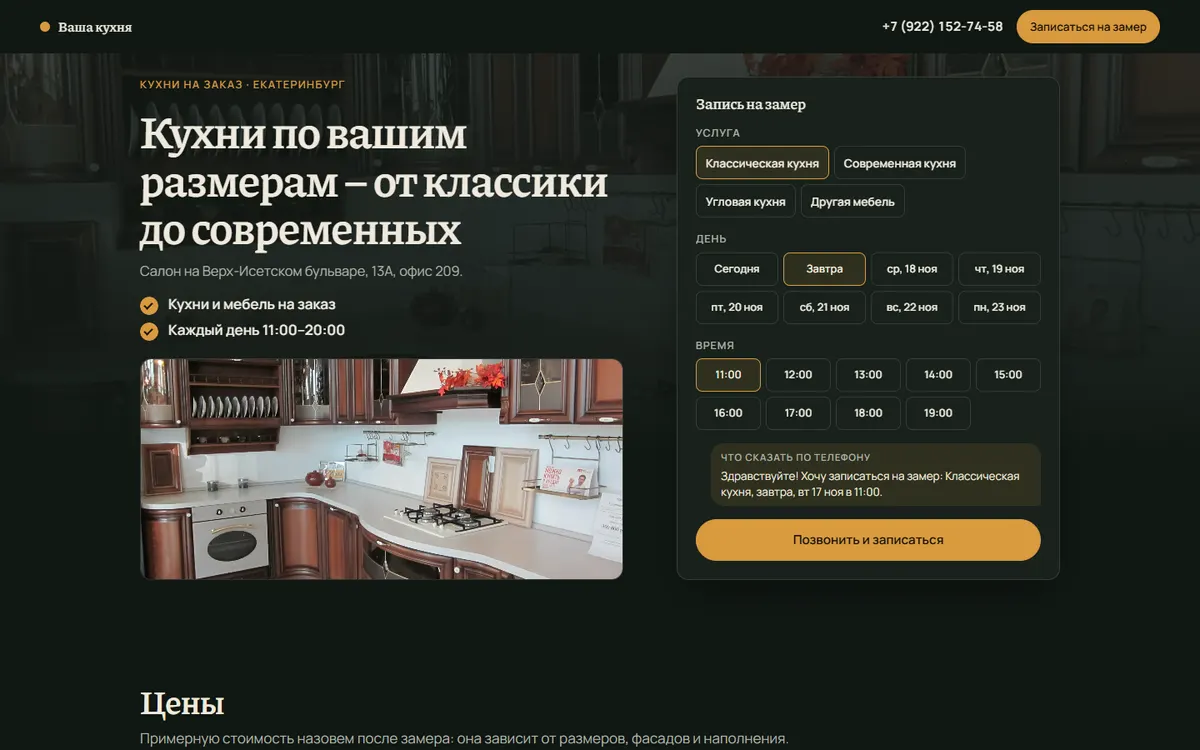 Ваша кухня
+7 (922) 152-74-58
Записаться на замер
КУХНИ НА ЗАКАЗ · ЕКАТЕРИНБУРГ
Кухни по вашим
размерам – от классики
до современных
Салон на Верх-Исетском бульваре, 13А, офис 209.
Кухни и мебель на заказ
Каждый день 11:00–20:00
Запись на замер
УСЛУГА
Классическая кухня
Современная кухня
Угловая кухня
Другая мебель
ДЕНЬ
Сегодня
Завтра
ср, 18 ноя
чт, 19 ноя
пт, 20 ноя
сб, 21 ноя
вс, 22 ноя
пн, 23 ноя
ВРЕМЯ
11:00
12:00
13:00
14:00
15:00
16:00
17:00
18:00
19:00
ЧТО СКАЗАТЬ ПО ТЕЛЕФОНУ
Здравствуйте! Хочу записаться на замер: Классическая
кухня, завтра, вт 17 ноя в 11:00.
Позвонить и записаться
Цены
Примерную стоимость назовем после замера: она зависит от размеров, фасадов и наполнения.